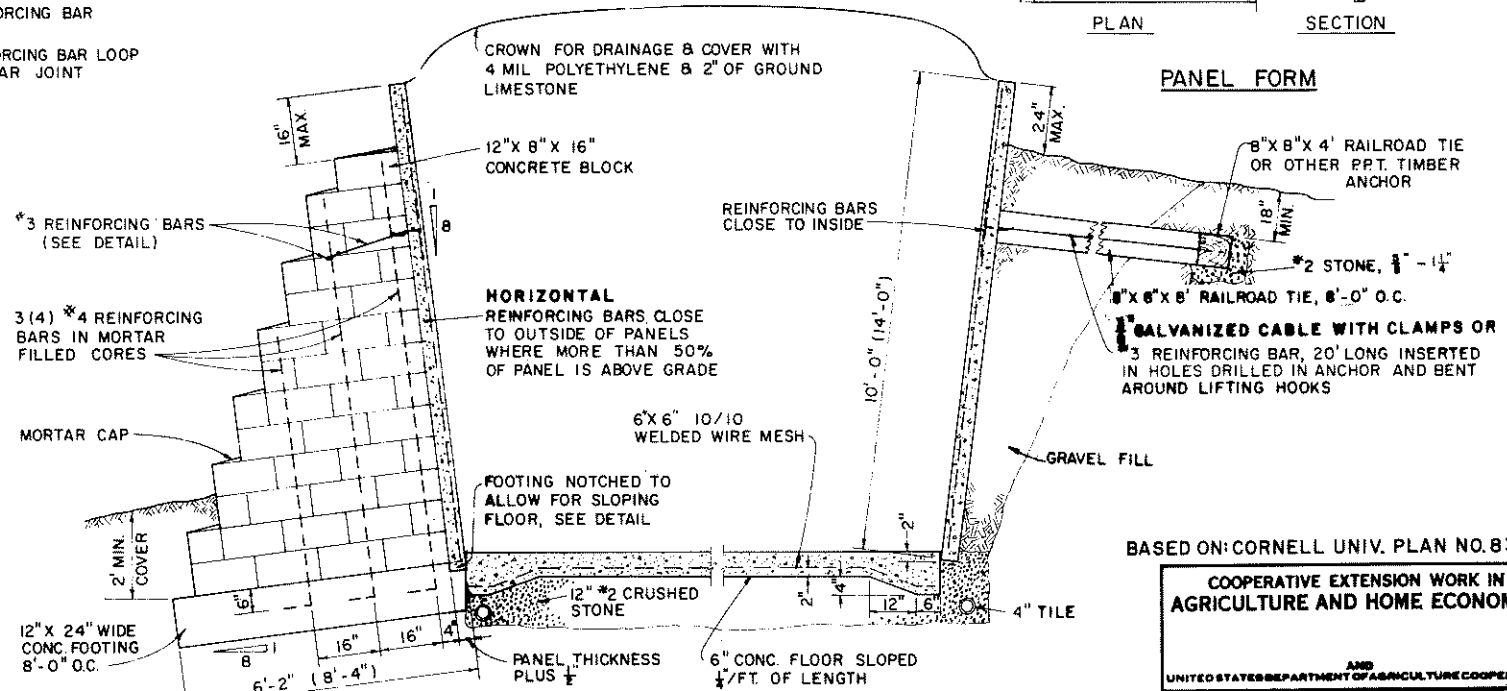 RCING BAR
RCING BAR LOOP
AR JOINT
CROWN FOR DRAINAGE & COVER WITH
4 MIL POLYETHYLENE & 2" OF GROUND
LIMESTONE
PLAN
SECTION
PANEL FORM
16"
MAX.
12"X 8"X 16"
CONCRETE BLOCK
24"
MAX.
8"X 8"X 4' RAILROAD TIE
OR OTHER P.P.T. TIMBER
ANCHOR
#3 REINFORCING BARS
(SEE DETAIL)
1
8
REINFORCING BARS
CLOSE TO INSIDE
18"
MIN.
#2 STONE,
- 1 1/4"
8"X 8"X 8' RAILROAD TIE, 8'-0" O.C.
GALVANIZED CABLE WITH CLAMPS OR
#3 REINFORCING BAR, 20' LONG INSERTED
IN HOLES DRILLED IN ANCHOR AND BENT
AROUND LIFTING HOOKS
3 (4) #4 REINFORCING
BARS IN MORTAR
FILLED CORES
HORIZONTAL
REINFORCING BARS, CLOSE
TO OUTSIDE OF PANELS
WHERE MORE THAN 50%
OF PANEL IS ABOVE GRADE
10'-0" (14'-0")
MORTAR CAP
6"X 6" 10/10
WELDED WIRE MESH
GRAVEL FILL
FOOTING NOTCHED TO
ALLOW FOR SLOPING
FLOOR, SEE DETAIL
2' MIN.
COVER
6"
2"
BASED ON: CORNELL UNIV. PLAN NO. 8
COOPERATIVE EXTENSION WORK IN
AGRICULTURE AND HOME ECONOM
AND
UNITED STATES DEPARTMENT OF AGRICULTURE COOPE
12" #2 CRUSHED
STONE
2"
4"
12"
6"
4" TILE
12"X 24" WIDE
CONC. FOOTING
8'-0" O.C.
8
1
16"
16"
4"
6'-2" (8'-4")
PANEL THICKNESS
PLUS 1/2"
6" CONC. FLOOR SLOPED
1/4"/FT. OF LENGTH